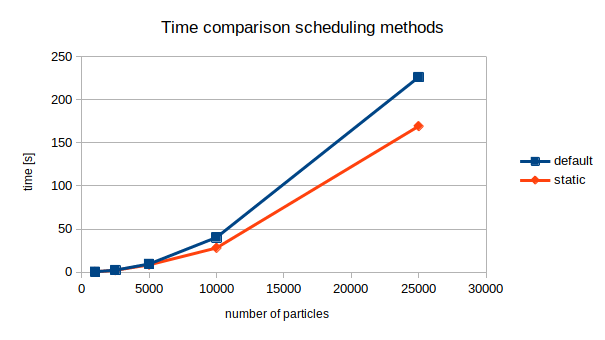 Time comparison scheduling methods
250
200
150
100
50
0
time [s]
0 5000 10000 15000 20000 25000 30000
number of particles
default
static